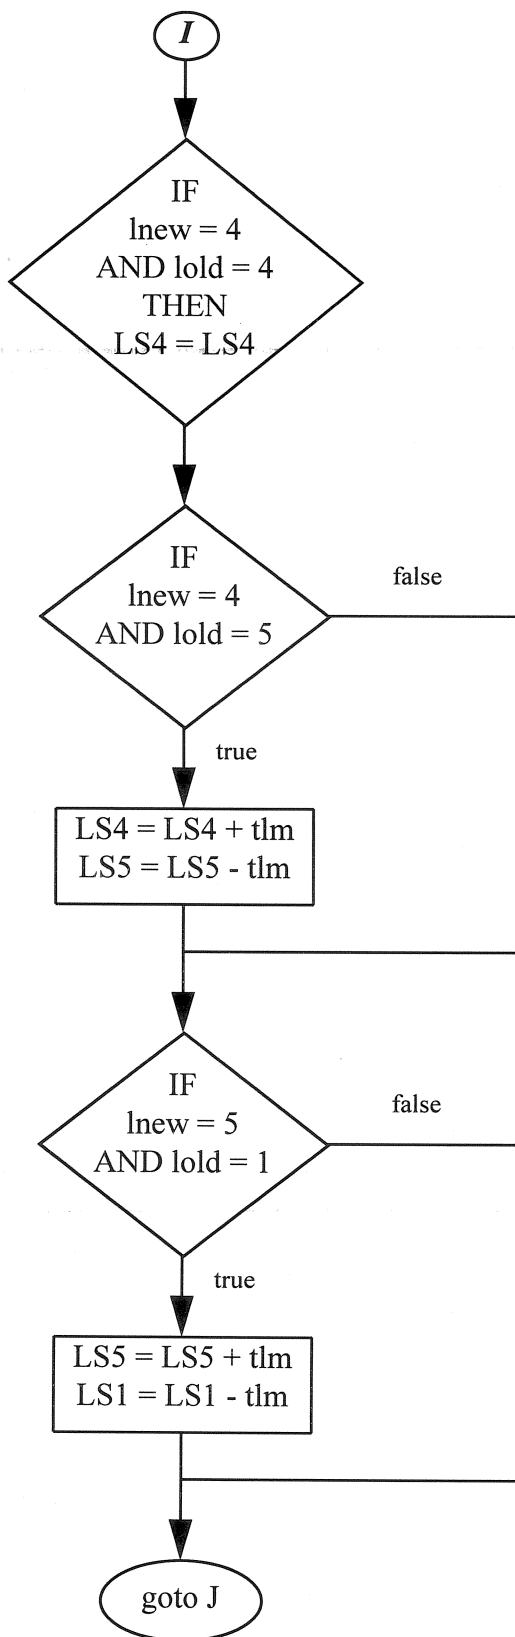 I
IF
lnew = 4
AND lold = 4
THEN
LS4 = LS4
IF
lnew = 4
AND lold = 5
false
true
LS4 = LS4 + tlm
LS5 = LS5 - tlm
IF
lnew = 5
AND lold = 1
false
true
LS5 = LS5 + tlm
LS1 = LS1 - tlm
goto J